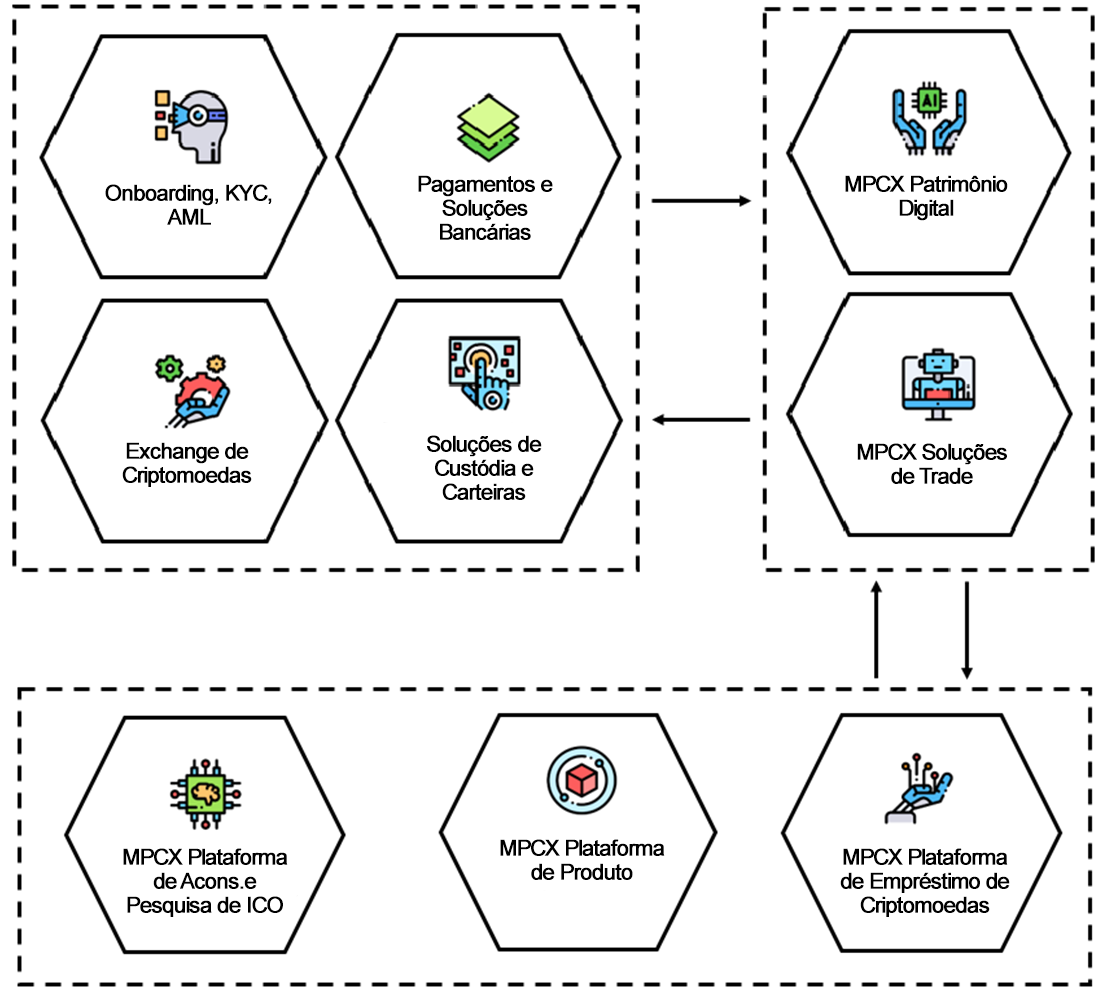 Onboarding, KYC,
AML
Pagamentos e
Soluções
Bancárias
MPCX Patrimônio
Digital
AI
Exchange de
Criptomoedas
Soluções de
Custódia e
Carteiras
MPCX Soluções
de Trade
MPCX Plataforma
de Acons.e
Pesquisa de ICO
MPCX Plataforma
de Produto
MPCX Plataforma
de Empréstimo de
Criptomoedas